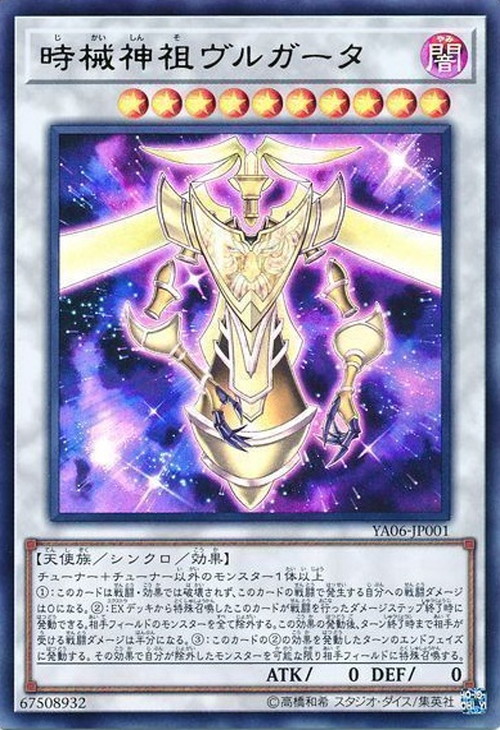 時械神祖ヴルガータ
闇
YA06-JP001
【天使族／シンクロ／効果】
チューナー＋チューナー以外のモンスター1体以上
①：このカードは戦闘・効果では破壊されず、このカードの戦闘で発生する自分への戦闘ダメージ
は0になる。②：EXデッキから特殊召喚したこのカードが戦闘を行ったダメージステップ終了時に
発動できる。相手フィールドのモンスターを全て除外する。この効果の発動後、ターン終了時まで相手が
受ける戦闘ダメージは半分になる。③：このカードの②の効果を発動したターンのエンドフェイズ
に発動する。その効果で自分が除外したモンスターを可能な限り相手フィールドに特殊召喚する。
ATK/ 0 DEF/ 0
67508932
©高橋和希 スタジオ・ダイス/集英社